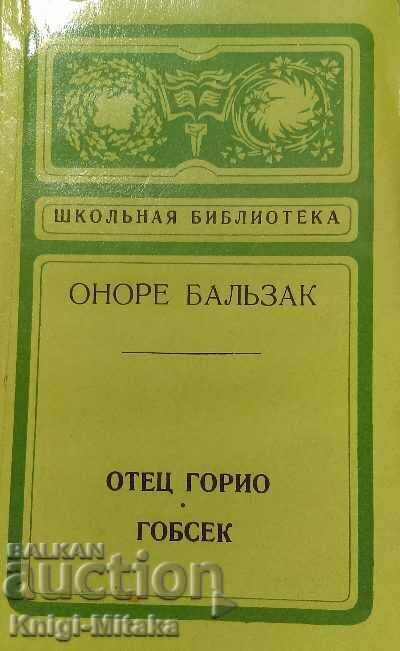 ШКОЛЬНАЯ БИБЛИОТЕКА
ОНОРЕ БАЛЬЗАК
ОТЕЦ ГОРИО
·
ГОБСЕК
BALKAN
auction
Knigi-Mitaka